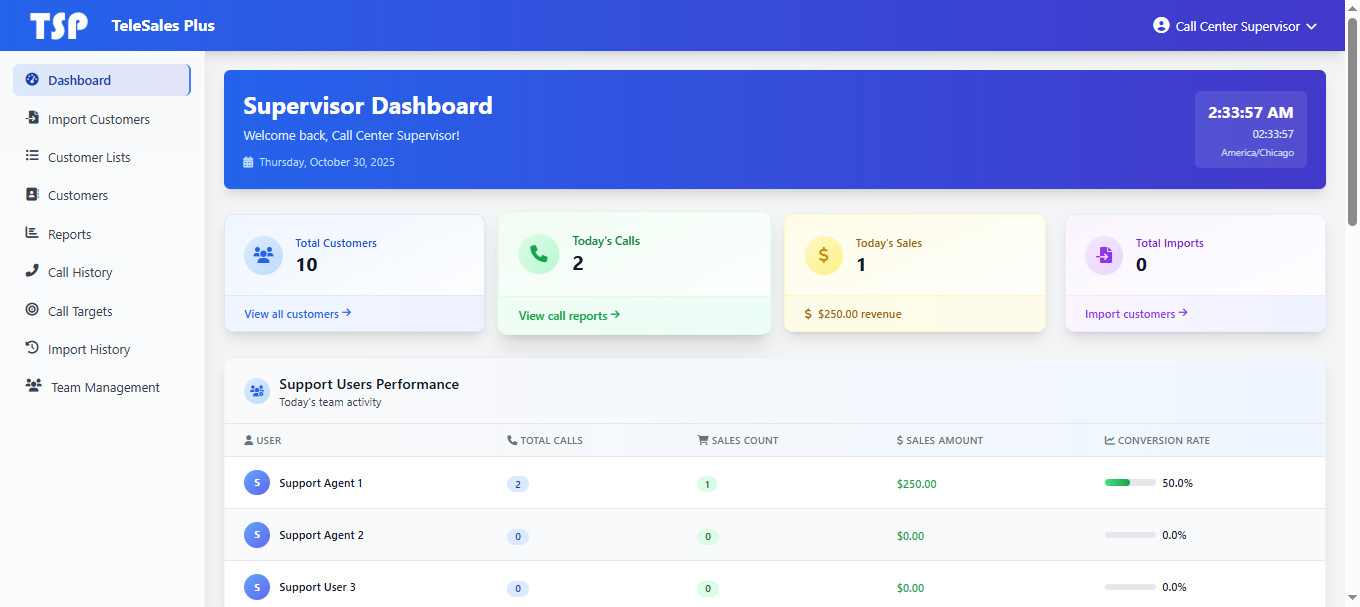 TSP TeleSales Plus
Call Center Supervisor
Dashboard
Import Customers
Customer Lists
Customers
Reports
Call History
Call Targets
Import History
Team Management
Supervisor Dashboard
Welcome back, Call Center Supervisor!
Thursday, October 30, 2025
2:33:57 AM
02:33:57
America/Chicago
Total Customers
10
View all customers
Today's Calls
2
View call reports
Today's Sales
1
$ $250.00 revenue
Total Imports
0
Import customers
Support Users Performance
Today's team activity
USER TOTAL CALLS SALES COUNT $ SALES AMOUNT CONVERSION RATE
S Support Agent 1 2 1 $250.00 50.0%
S Support Agent 2 0 0 $0.00 0.0%
S Support User 3 0 0 $0.00 0.0%